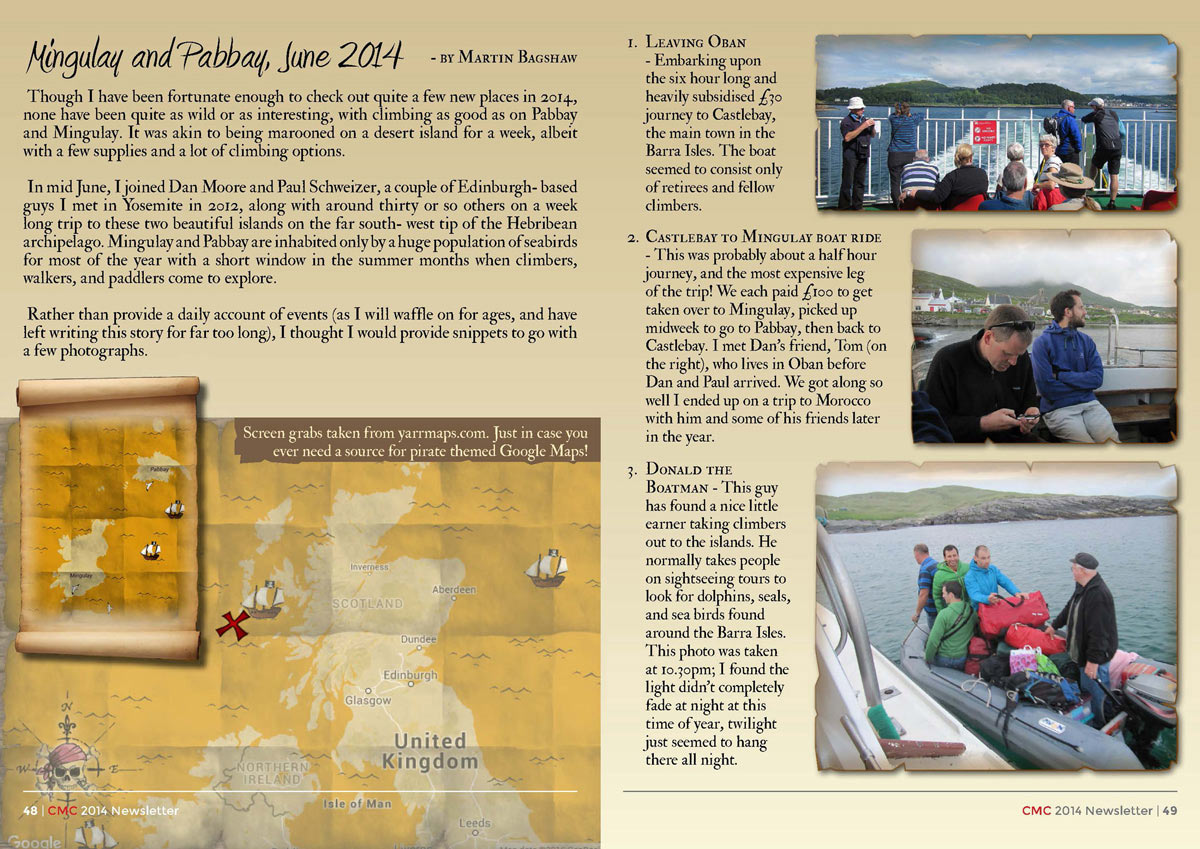 Mingulay and Pabbay, June 2014 - BY MARTIN BAGSHAW
Though I have been fortunate enough to check out quite a few new places in 2014,
none have been quite as wild or as interesting, with climbing as good as on Pabbay
and Mingulay. It was akin to being marooned on a desert island for a week, albeit
with a few supplies and a lot of climbing options.
In mid June, I joined Dan Moore and Paul Schweizer, a couple of Edinburgh- based
guys I met in Yosemite in 2012, along with around thirty or so others on a week
long trip to these two beautiful islands on the far south- west tip of the Hebribean
archipelago. Mingulay and Pabbay are inhabited only by a huge population of seabirds
for most of the year with a short window in the summer months when climbers,
walkers, and paddlers come to explore.
Rather than provide a daily account of events (as I will waffle on for ages, and have
left writing this story for far too long), I thought I would provide snippets to go with
a few photographs.
Screen grabs taken from yarrmaps.com. Just in case you
ever need a source for pirate themed Google Maps!
Pabbay
Mingulay
Inverness
Aberdeen
SCOTLAND
Dundee
Edinburgh
Glasgow
United
Kingdom
NORTHERN
IRELAND
Isle of Man
Leeds
N
W
E
Google
48 | CMC 2014 Newsletter
1. LEAVING OBAN
- Embarking upon
the six hour long and
heavily subsidised £30
journey to Castlebay,
the main town in the
Barra Isles. The boat
seemed to consist only
of retirees and fellow
climbers.
2. CASTLEBAY TO MINGULAY BOAT RIDE
- This was probably about a half hour
journey, and the most expensive leg
of the trip! We each paid £100 to get
taken over to Mingulay, picked up
midweek to go to Pabbay, then back to
Castlebay. I met Dan's friend, Tom (on
the right), who lives in Oban before
Dan and Paul arrived. We got along so
well I ended up on a trip to Morocco
with him and some of his friends later
in the year.
3. DONALD THE
BOATMAN - This guy
has found a nice little
earner taking climbers
out to the islands. He
normally takes people
on sightseeing tours to
look for dolphins, seals,
and sea birds found
around the Barra Isles.
This photo was taken
at 10.30pm; I found the
light didn't completely
fade at night at this
time of year, twilight
just seemed to hang
there all night.
CMC 2014 Newsletter | 49